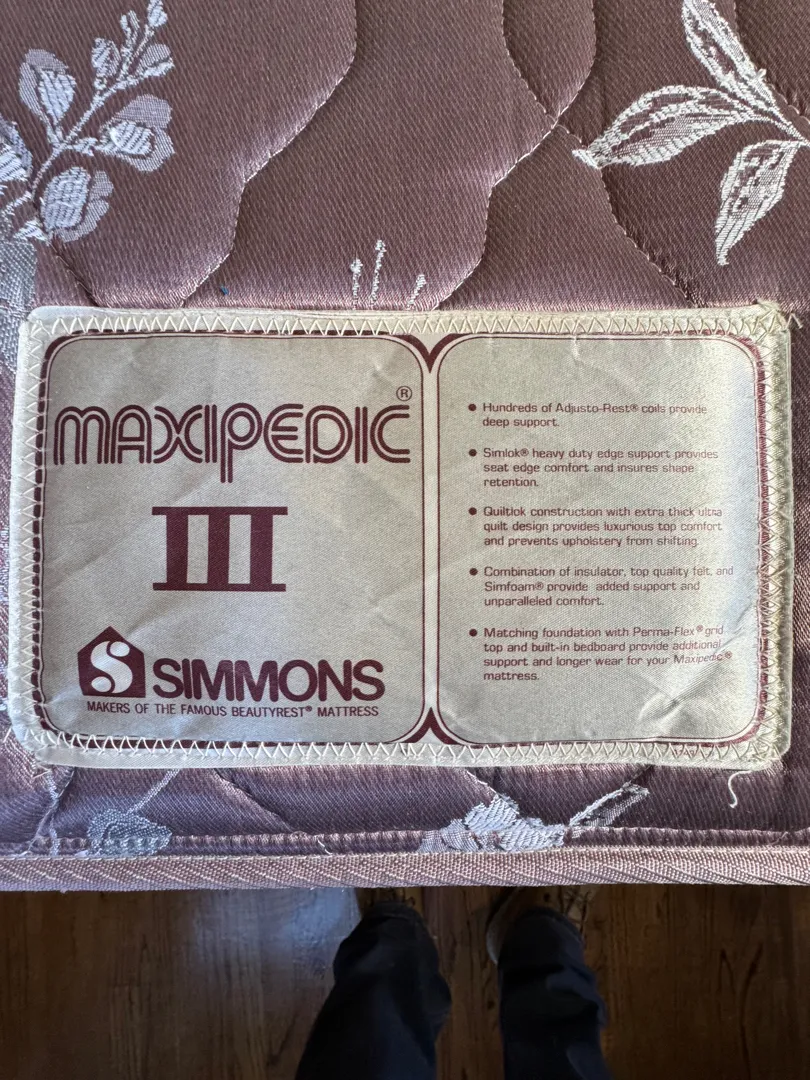 MAXIPEDIC®
III
SIMMONS
MAKERS OF THE FAMOUS BEAUTYREST® MATTRESS
● Hundreds of Adjusto-Rest® coils provide
deep support.
● Simlok® heavy duty edge support provides
seat edge comfort and insures shape
retention.
● Quiltlok construction with extra thick ultra
quilt design provides luxurious top comfort
and prevents upholstery from shifting.
● Combination of insulator, top quality felt, and
Simfoam® provide added support and
unparalleled comfort.
● Matching foundation with Perma-Flex® grid
top and built-in bedboard provide additional
support and longer wear for your Maxipedic®
mattress.